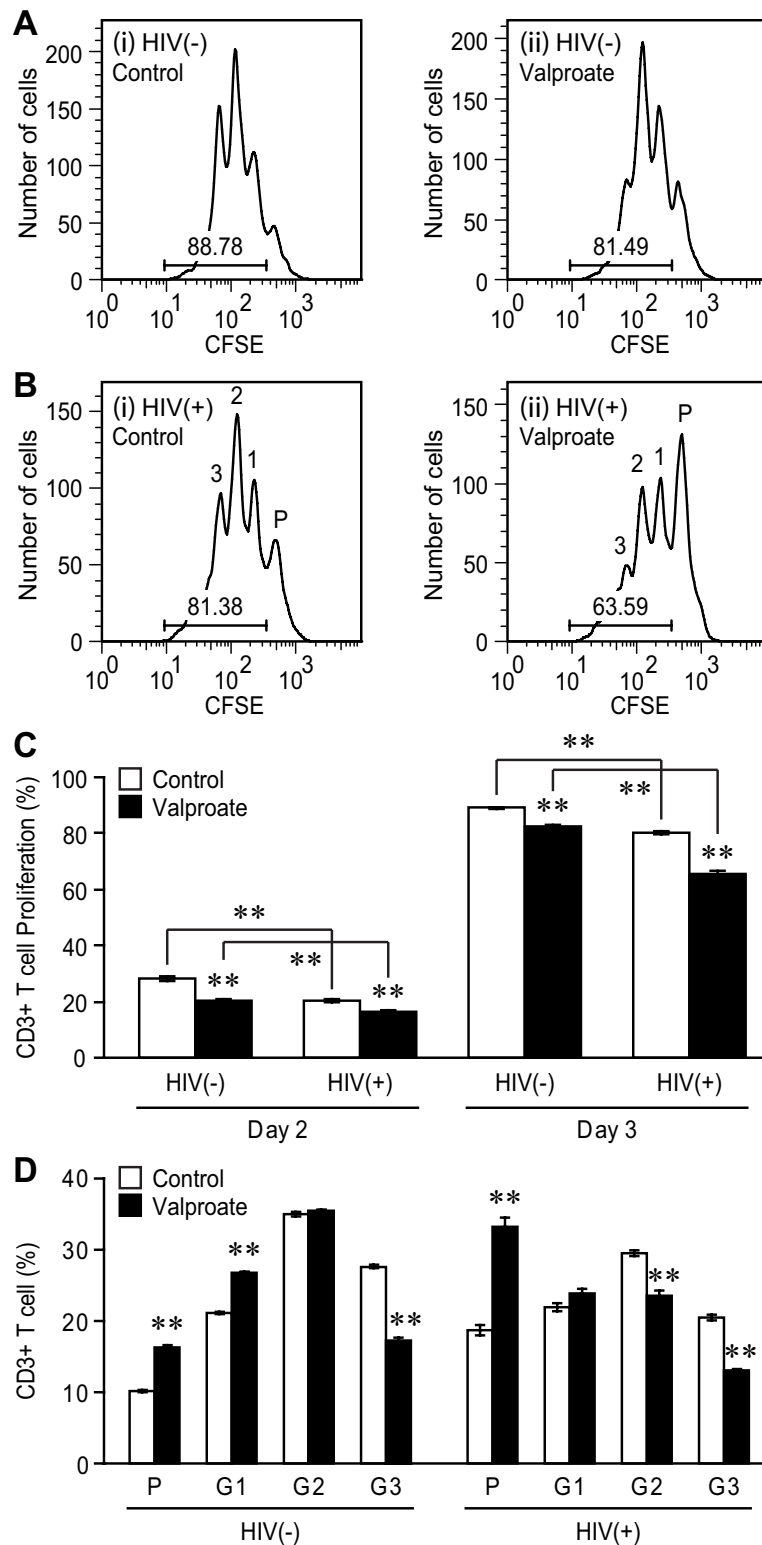 A
(i) HIV(-)
Control
Number of cells
200
150
100
50
0
88.78
10^0 10^1 10^2 10^3
CFSE
(ii) HIV(-)
Valproate
Number of cells
200
150
100
50
0
81.49
10^0 10^1 10^2 10^3
CFSE
B
(i) HIV(+)
Control
Number of cells
150
100
50
0
3 2 1 P
81.38
10^0 10^1 10^2 10^3
CFSE
(ii) HIV(+)
Valproate
Number of cells
150
100
50
0
3 2 1 P
63.59
10^0 10^1 10^2 10^3
CFSE
C
Control
Valproate
CD3+ T cell Proliferation (%)
100
80
60
40
20
0
** ** ** **
** ** ** **
HIV(-) HIV(+) HIV(-) HIV(+)
Day 2 Day 3
D
Control
Valproate
CD3+ T cell (%)
40
30
20
10
0
** ** ** ** ** **
P G1 G2 G3 P G1 G2 G3
HIV(-) HIV(+)